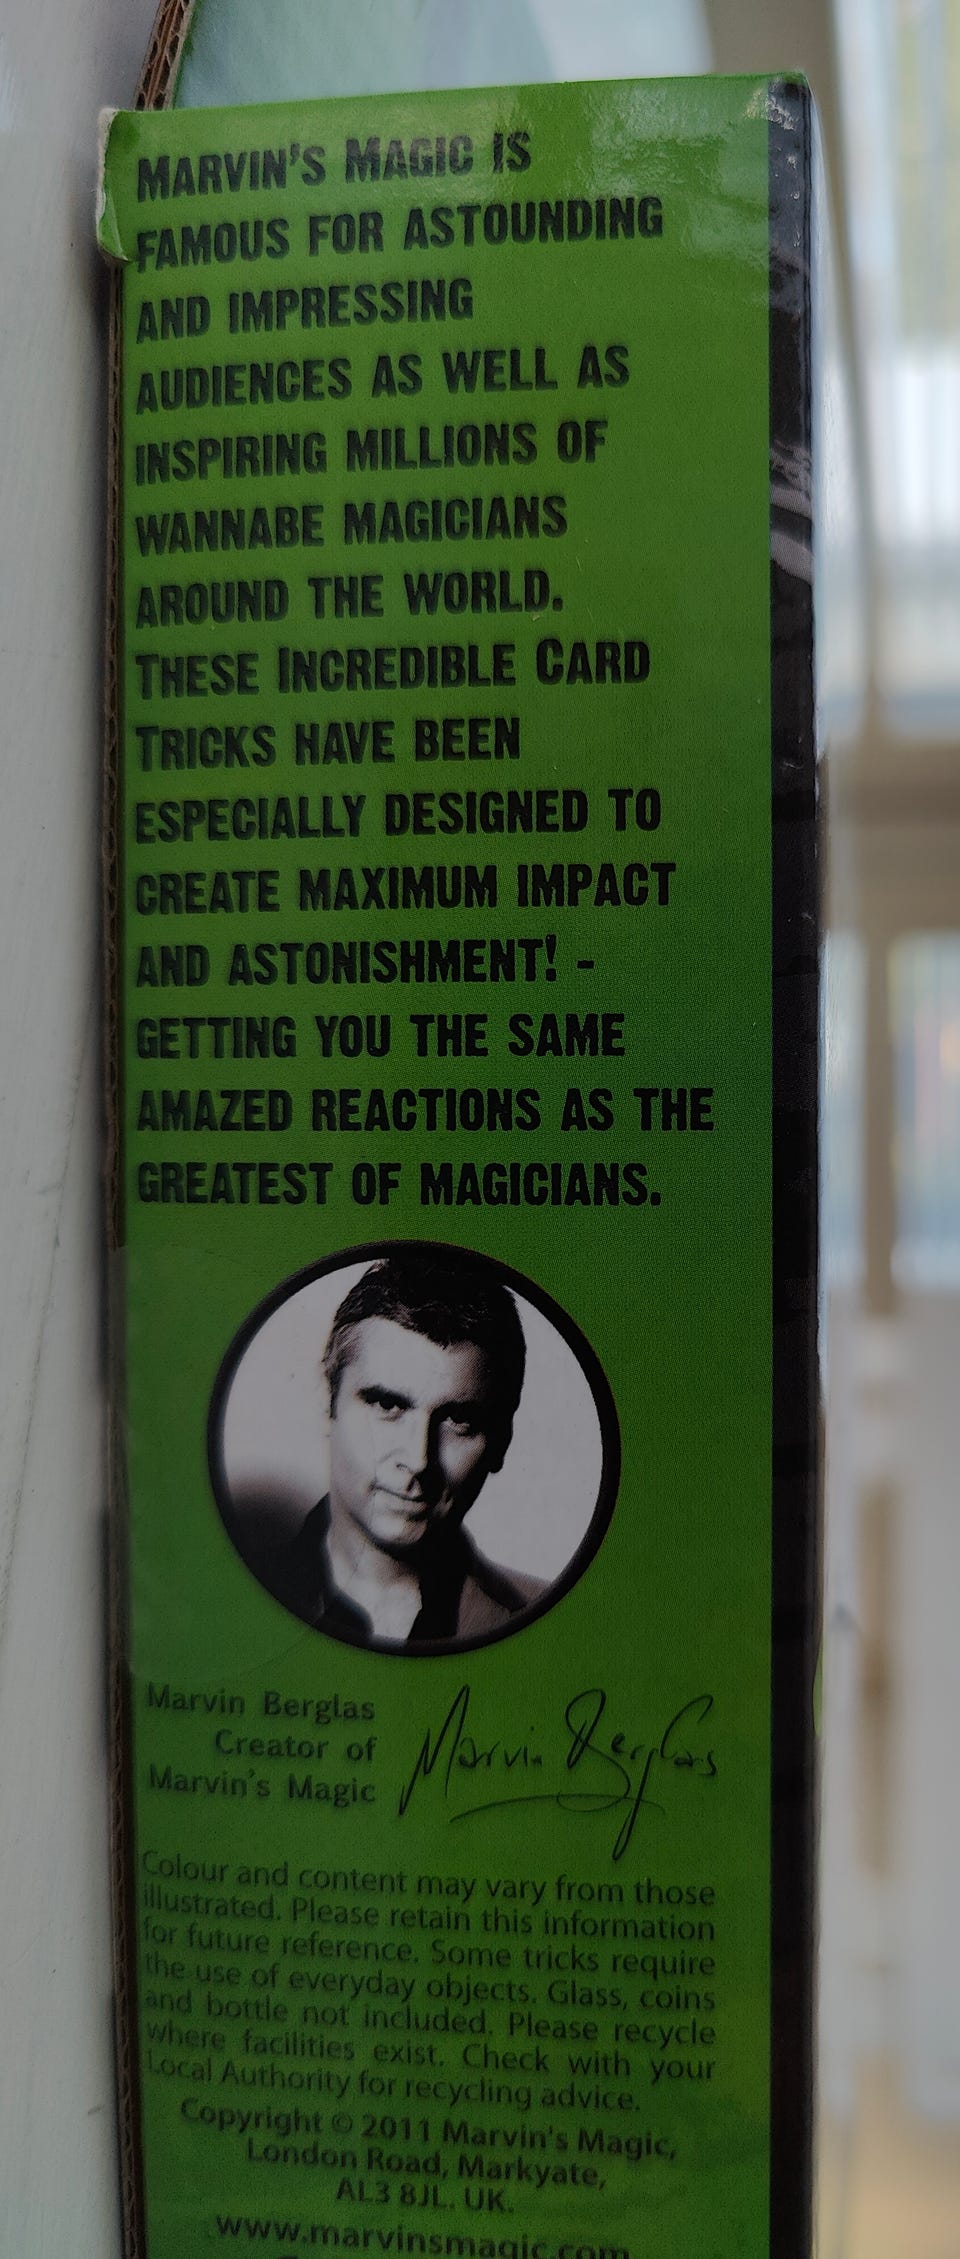 MARVIN'S MAGIC IS
FAMOUS FOR ASTOUNDING
AND IMPRESSING
AUDIENCES AS WELL AS
INSPIRING MILLIONS OF
WANNABE MAGICIANS
AROUND THE WORLD.
THESE INCREDIBLE CARD
TRICKS HAVE BEEN
ESPECIALLY DESIGNED TO
CREATE MAXIMUM IMPACT
AND ASTONISHMENT! -
GETTING YOU THE SAME
AMAZED REACTIONS AS THE
GREATEST OF MAGICIANS.
Marvin Berglas
Creator of
Marvin's Magic
Marvin Berglas
Colour and content may vary from those
illustrated. Please retain this information
for future reference. Some tricks require
the use of everyday objects. Glass, coins
and bottle not included. Please recycle
where facilities exist. Check with your
Local Authority for recycling advice.
Copyright © 2011 Marvin's Magic,
London Road, Markyate,
AL3 8JL. UK.
www.marvinsmagic.com